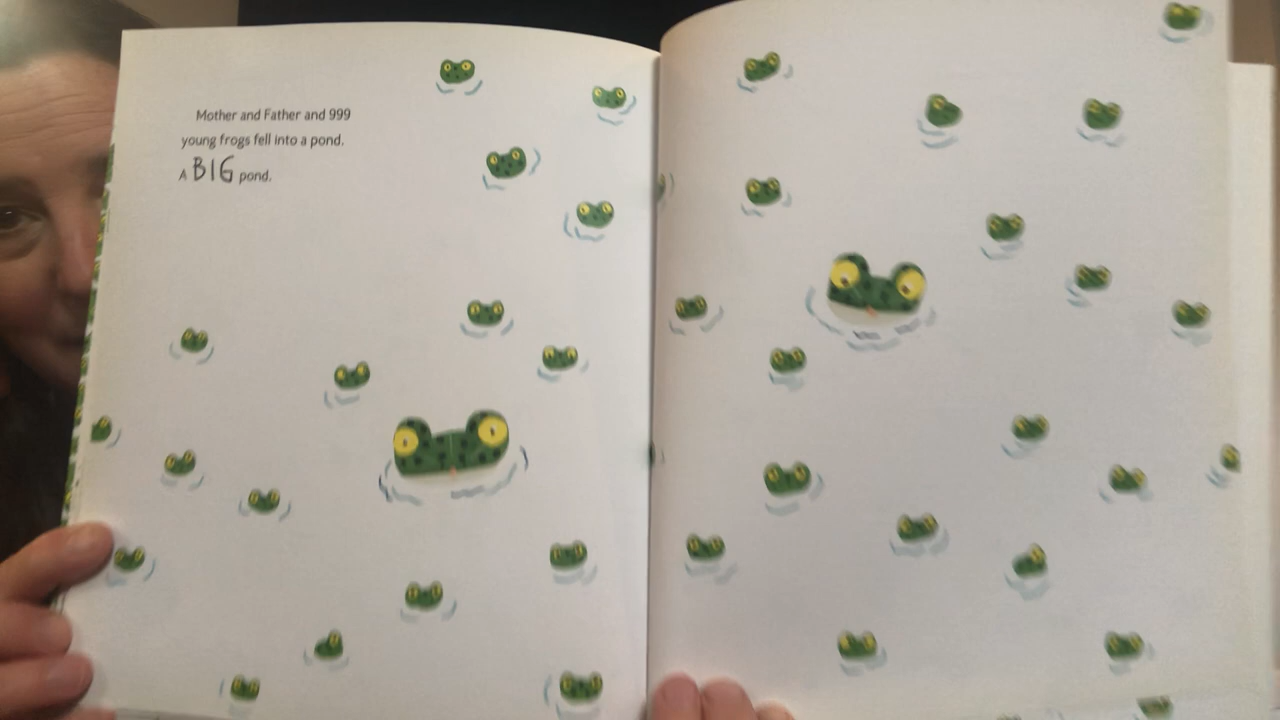 Mother and Father and 999
young frogs fell into a pond.
A BIG pond.